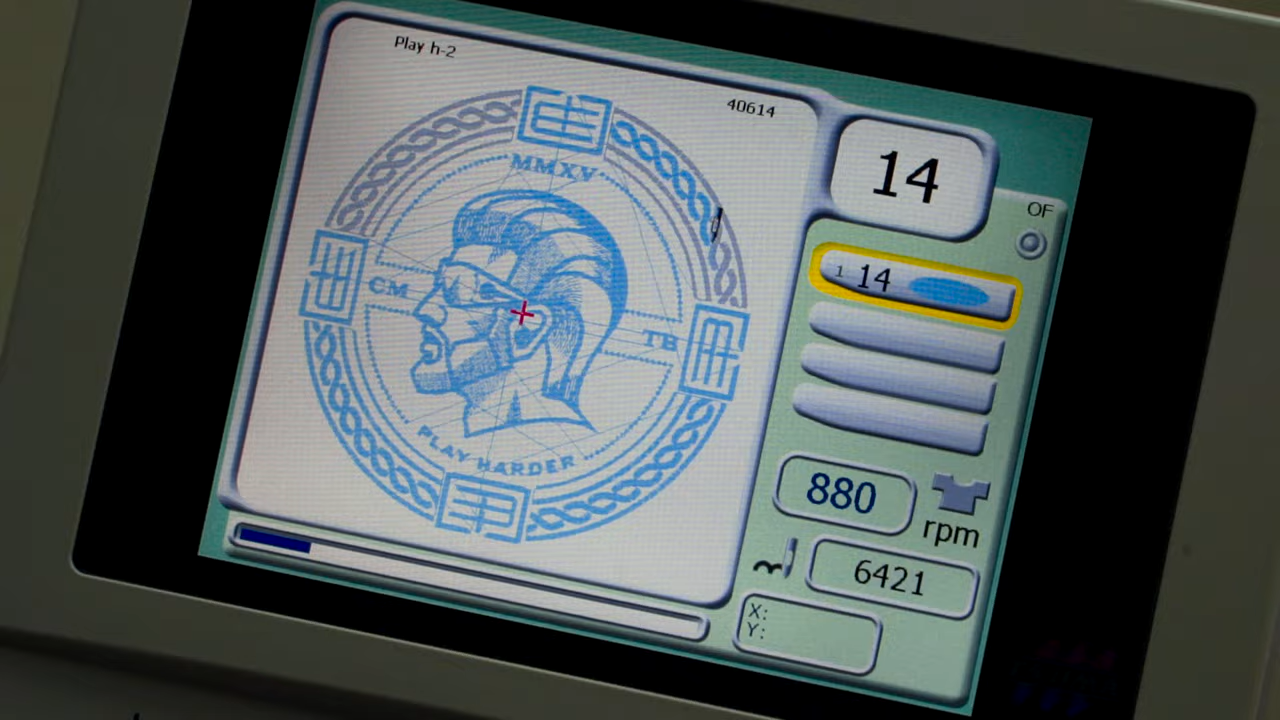 Play h-2
40614
14
OF
1 14
MMXV
CM
TB
PLAY HARDER
880
rpm
6421
X:
Y: